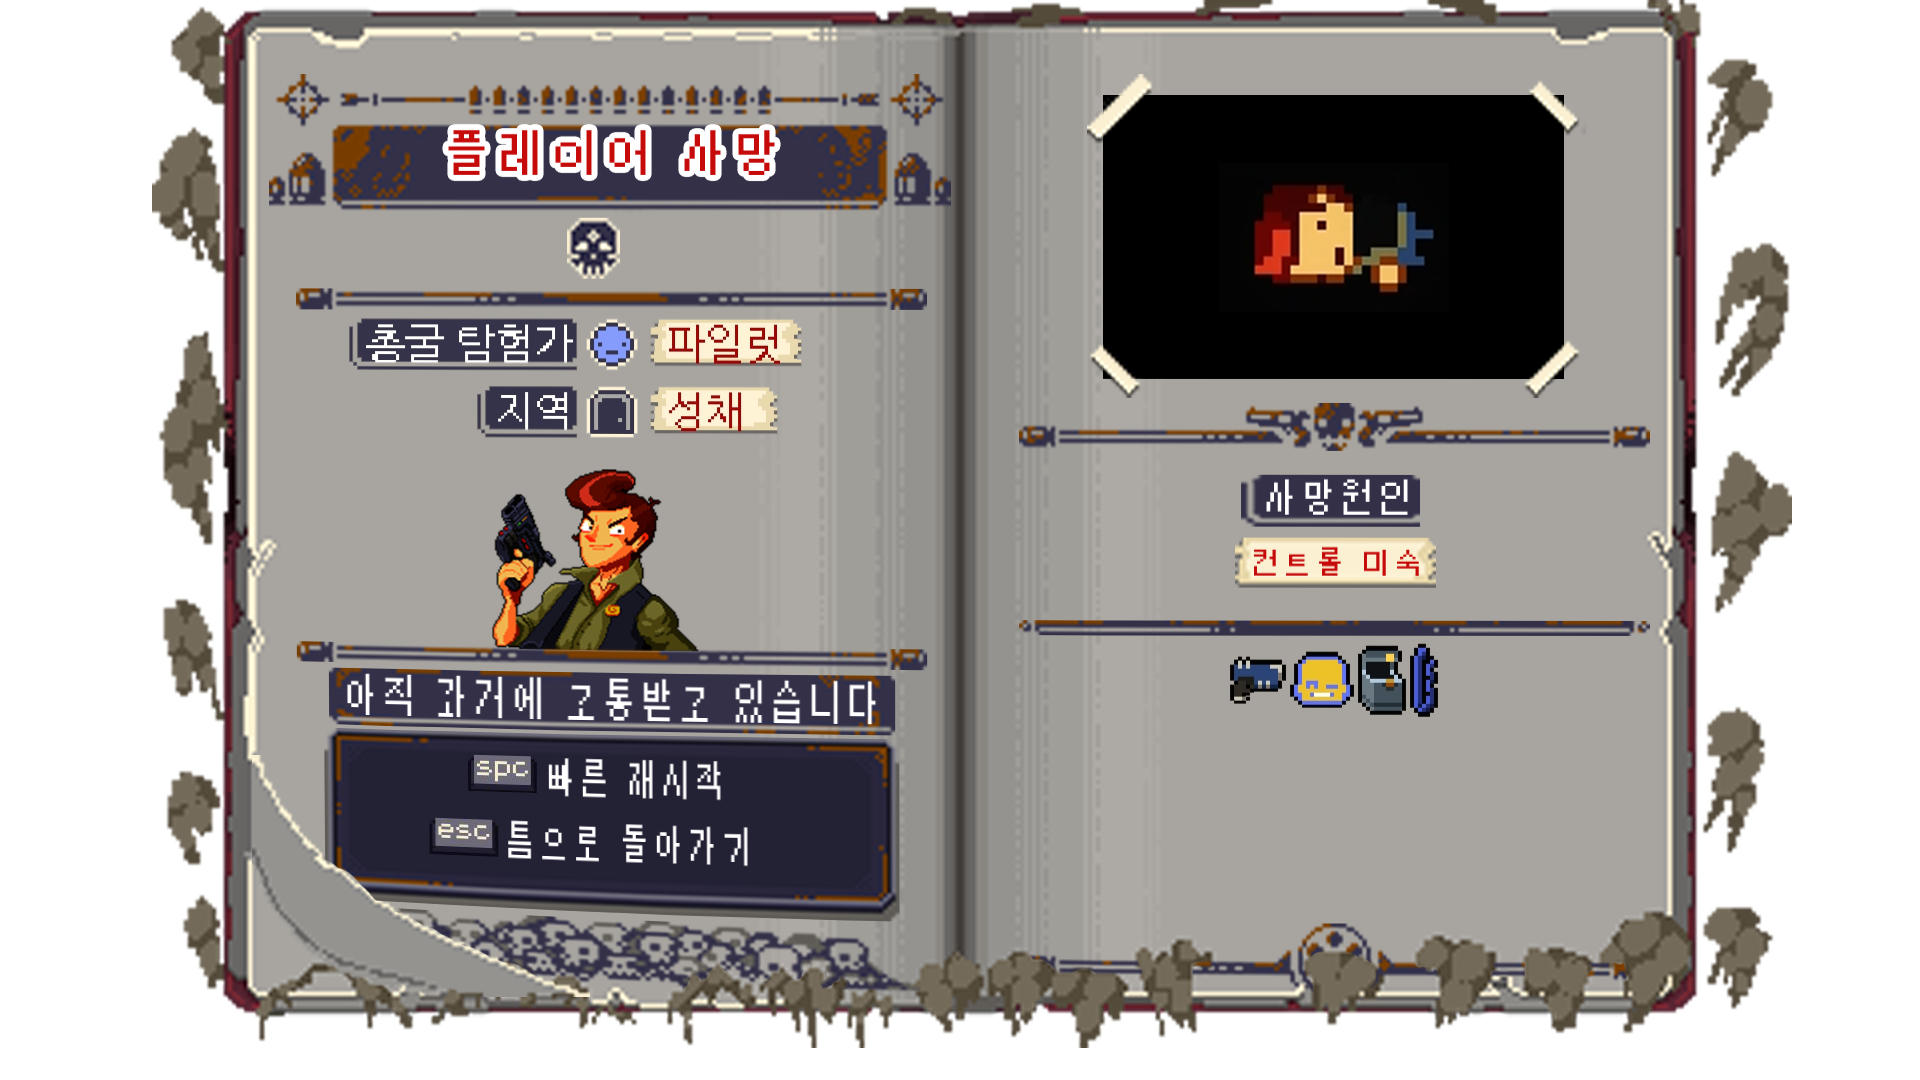 플레이어 사망
총굴 탐험가 파일럿
지역 성채
아직 과거에 고통받고 있습니다
spc 빠른 재시작
esc 틈으로 돌아가기
사망원인
컨트롤 미숙